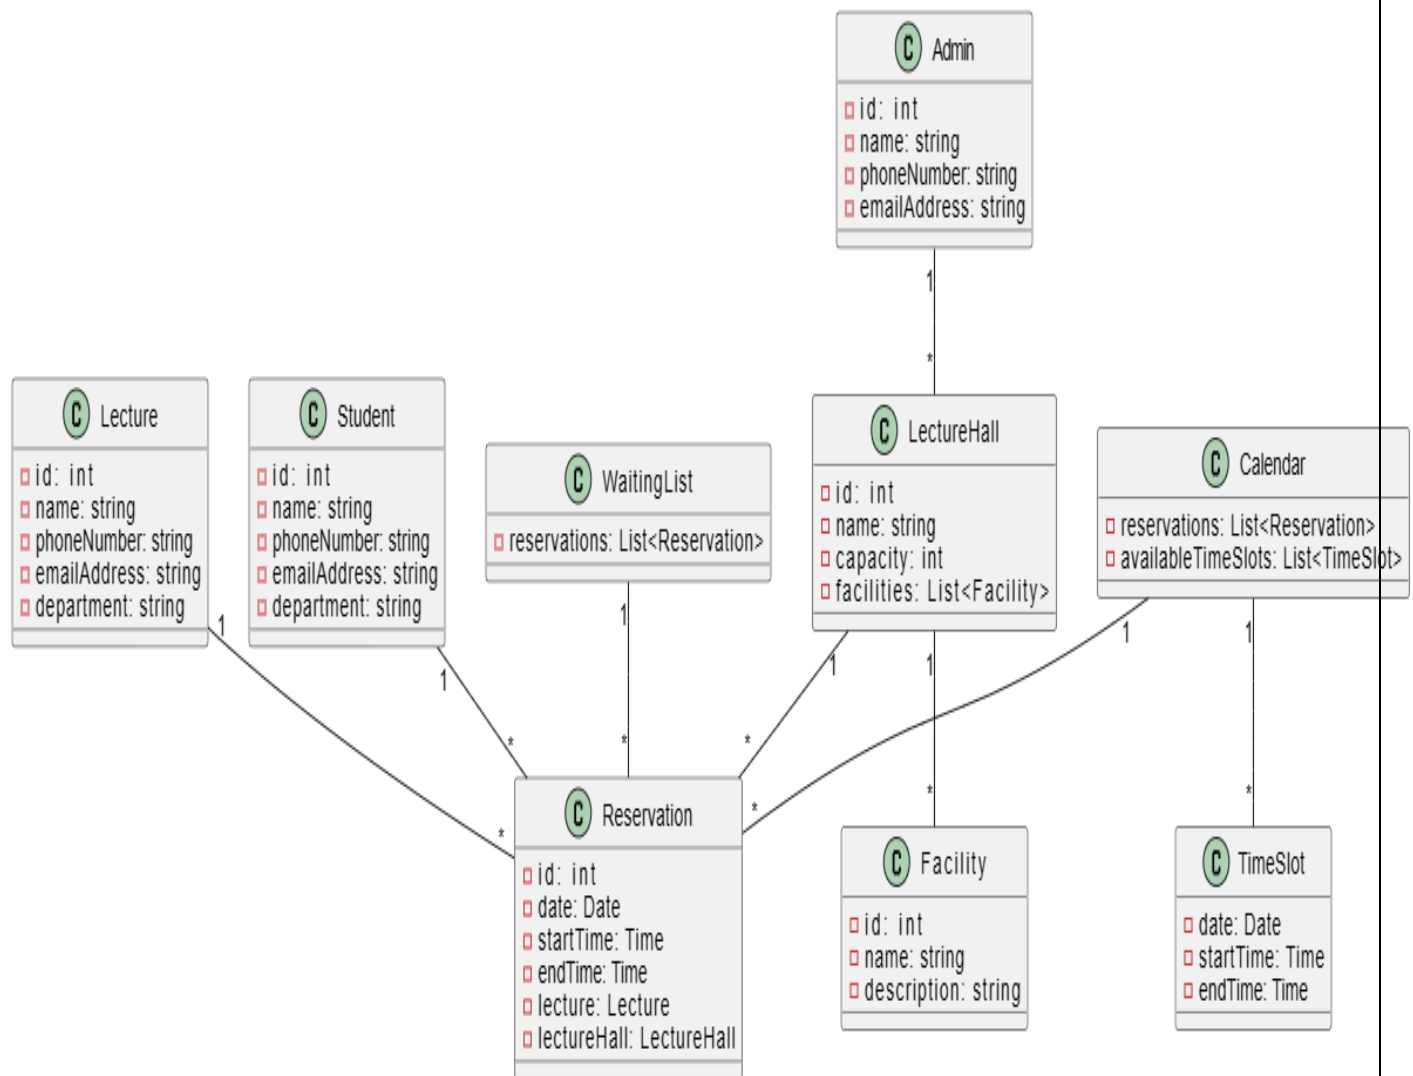 C Admin
id: int
name: string
phoneNumber: string
emailAddress: string
1
*
C Lecture
id: int
name: string
phoneNumber: string
emailAddress: string
department: string
1
*
C Student
id: int
name: string
phoneNumber: string
emailAddress: string
department: string
1
*
C WaitingList
reservations: List<Reservation>
1
*
C LectureHall
id: int
name: string
capacity: int
facilities: List<Facility>
1
*
1
*
C Calendar
reservations: List<Reservation>
availableTimeSlots: List<TimeSlot>
1
*
1
*
C Reservation
id: int
date: Date
startTime: Time
endTime: Time
lecture: Lecture
lectureHall: LectureHall
C Facility
id: int
name: string
description: string
C TimeSlot
date: Date
startTime: Time
endTime: Time